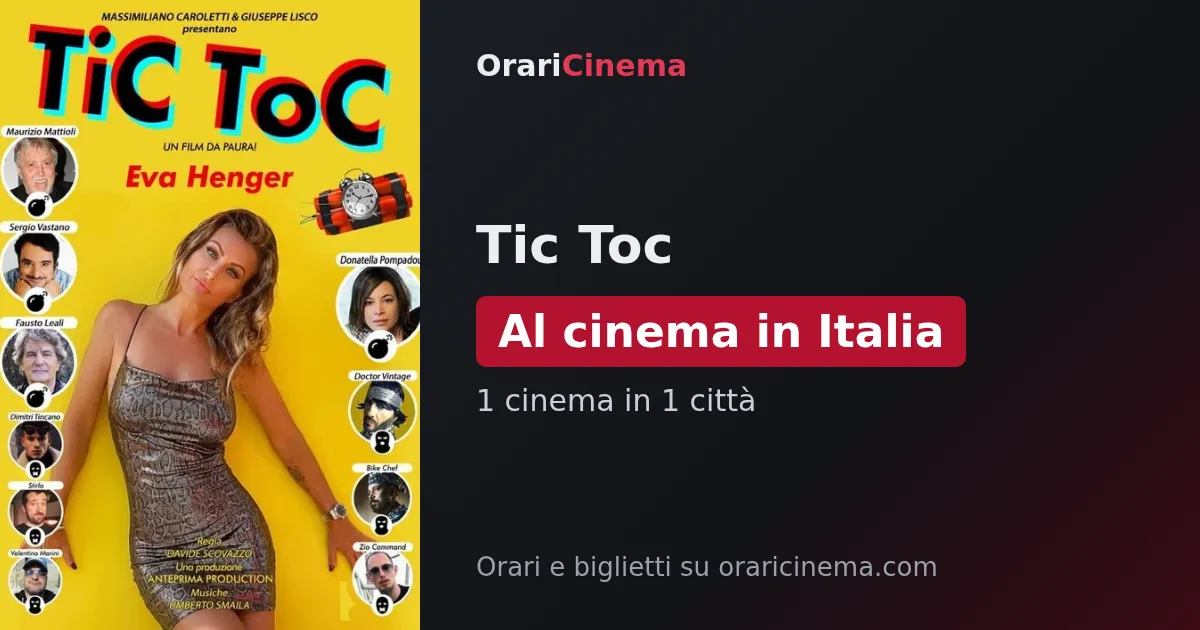 MASSIMILIANO CAROLETTI & GIUSEPPE LISCO
presentano
TiC ToC
UN FILM DA PAURA!
Eva Henger
Maurizio Mattioli
Sergio Vastano
Fausto Leali
Dimitri Tincano
Stirlo
Valentino Marini
Donatella Pompadou
Doctor Vintage
Bike Chef
Zio Command
Regia
DAVIDE SCOVAZZO
Una produzione
ANTEPRIMA PRODUCTION
Musiche
UMBERTO SMAILA
OrariCinema
Tic Toc
Al cinema in Italia
1 cinema in 1 città
Orari e biglietti su oraricinema.com